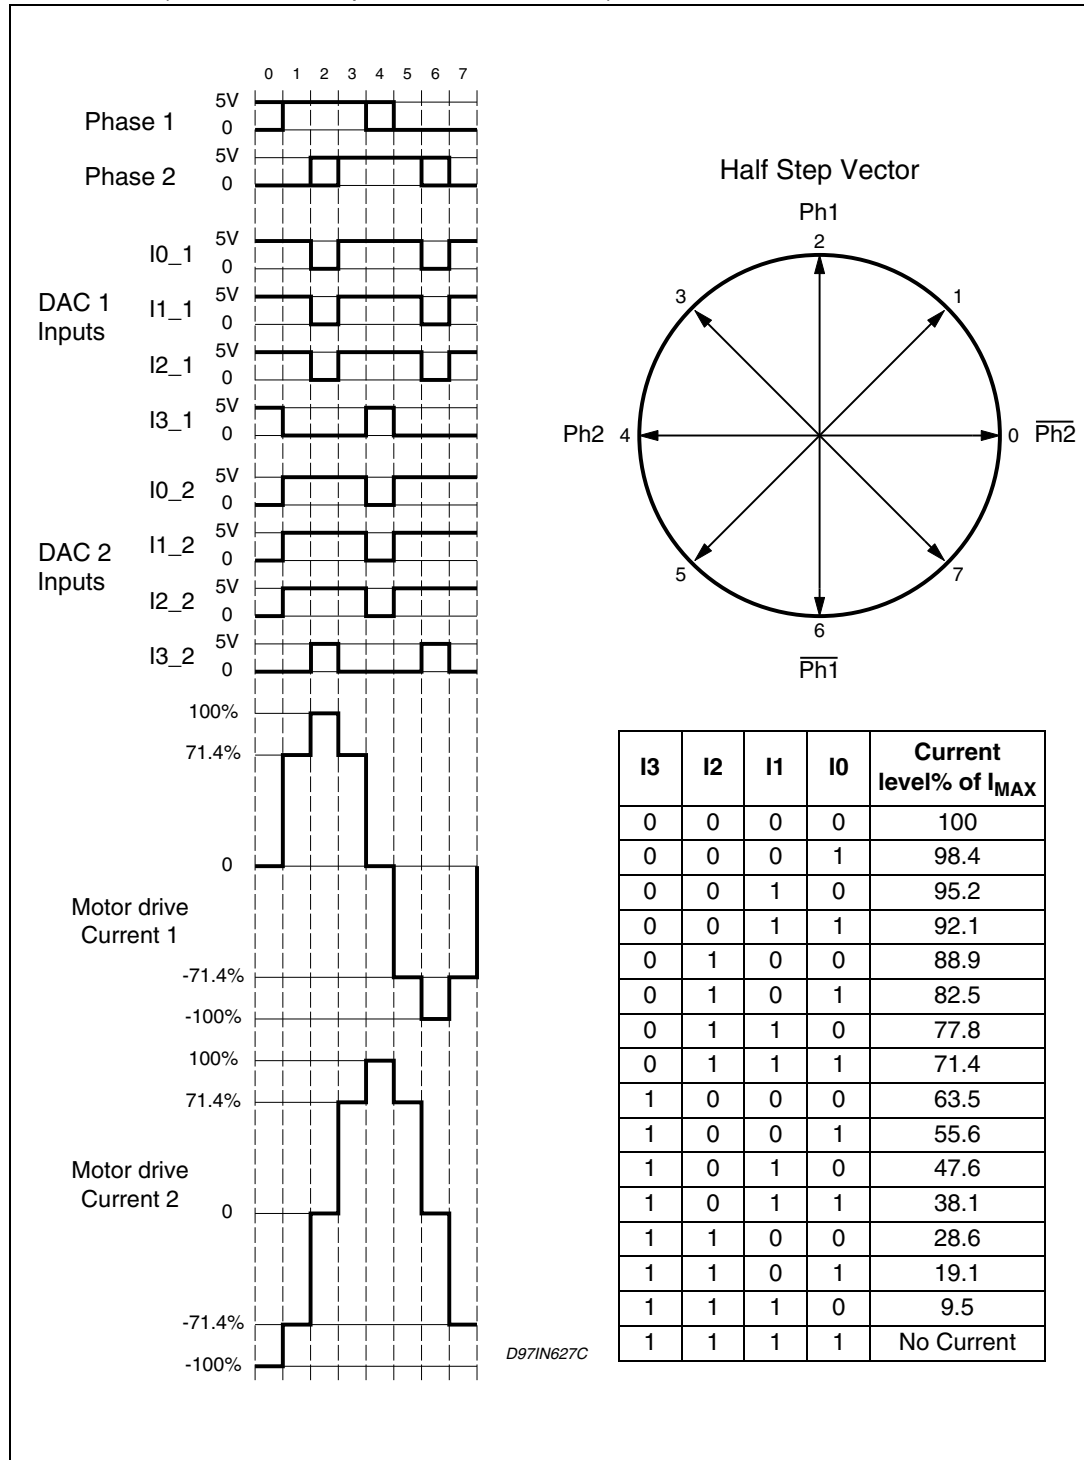 0 1 2 3 4 5 6 7
Phase 1
5V
0
Phase 2
5V
0
DAC 1
Inputs
I0_1
5V
0
I1_1
5V
0
I2_1
5V
0
I3_1
5V
0
DAC 2
Inputs
I0_2
5V
0
I1_2
5V
0
I2_2
5V
0
I3_2
5V
0
Motor drive
Current 1
100%
71.4%
0
-71.4%
-100%
Motor drive
Current 2
100%
71.4%
0
-71.4%
-100%
D97IN627C
Half Step Vector
Ph1
2
3
1
Ph2 4
0 P̅h̅2̅
5
7
6
P̅h̅1̅
I3 I2 I1 I0 Current
level% of IMAX
0 0 0 0 100
0 0 0 1 98.4
0 0 1 0 95.2
0 0 1 1 92.1
0 1 0 0 88.9
0 1 0 1 82.5
0 1 1 0 77.8
0 1 1 1 71.4
1 0 0 0 63.5
1 0 0 1 55.6
1 0 1 0 47.6
1 0 1 1 38.1
1 1 0 0 28.6
1 1 0 1 19.1
1 1 1 0 9.5
1 1 1 1 No Current